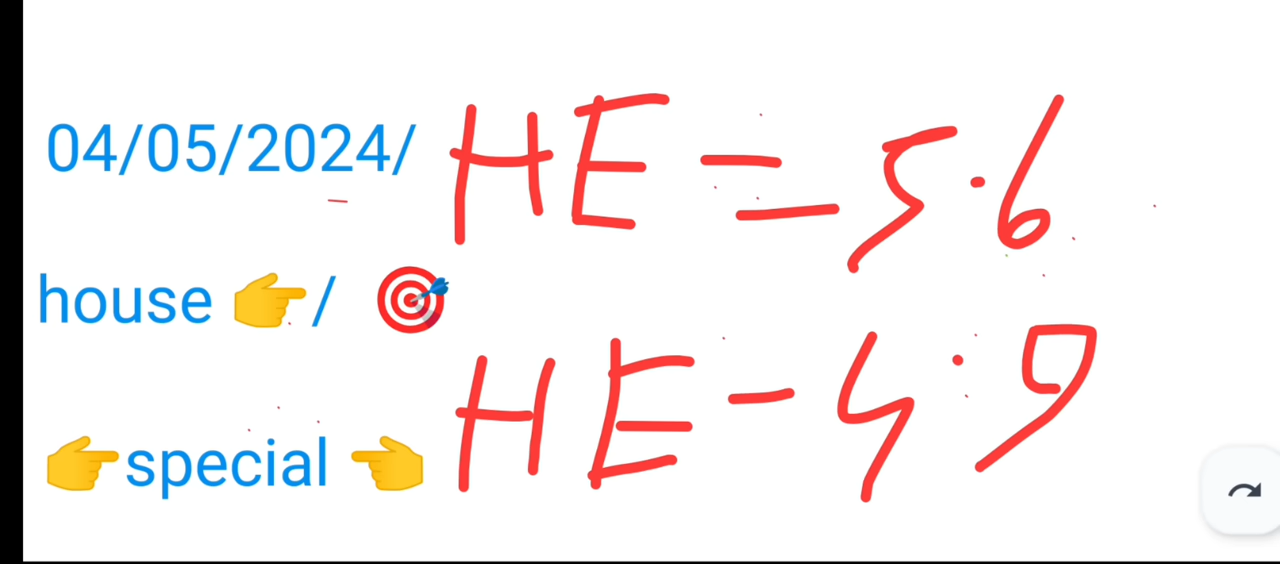 04/05/2024/ HE = 5.6
house 👉/ 🎯
HE - 4.9
👉special 👈